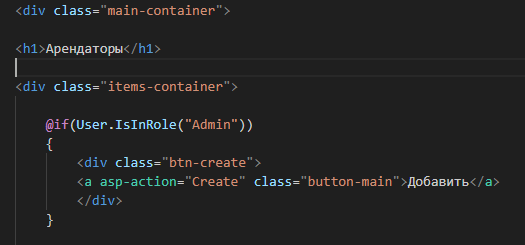 <div class="main-container">
<h1>Арендаторы</h1>
<div class="items-container">
@if(User.IsInRole("Admin"))
{
<div class="btn-create">
<a asp-action="Create" class="button-main">Добавить</a>
</div>
}